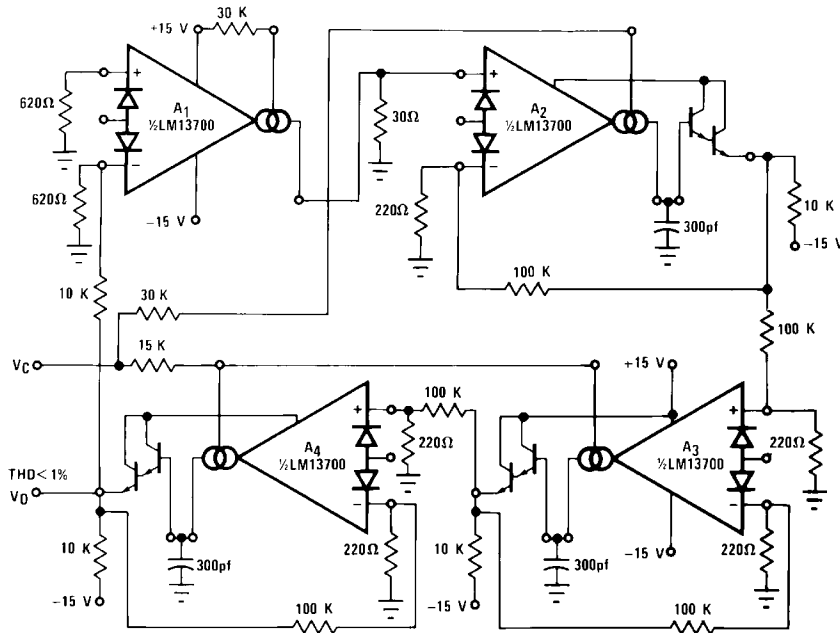 30 K
+15 V
620Ω
+
A1
½LM13700
−
620Ω
−15 V
30Ω
+
A2
½LM13700
−
220Ω
300pf
10 K
−15 V
10 K
30 K
100 K
100 K
VC
15 K
+15 V
100 K
+
A4
½LM13700
−
220Ω
+
A3
½LM13700
−
220Ω
THD<1%
VO
10 K
−15 V
300pf
220Ω
100 K
10 K
−15 V
300pf
−15 V
220Ω
100 K